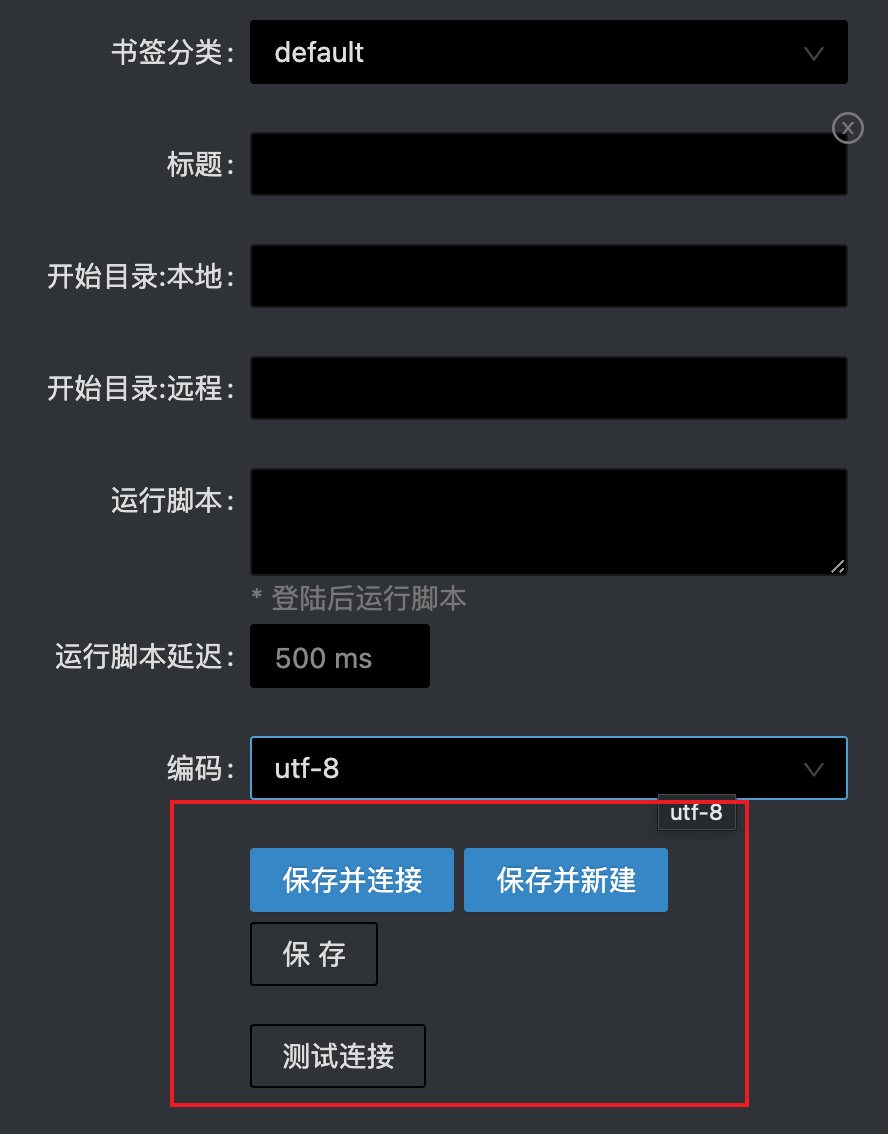 书签分类: default
标题:
开始目录:本地:
开始目录:远程:
运行脚本:
* 登陆后运行脚本
运行脚本延迟: 500 ms
编码: utf-8
utf-8
保存并连接 保存并新建
保 存
测试连接